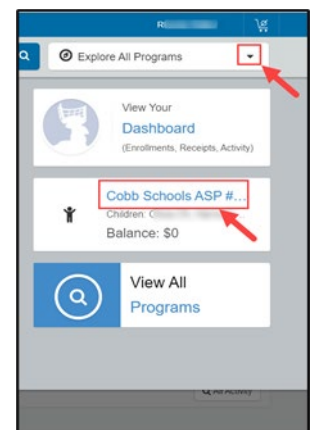 Explore All Programs
View Your
Dashboard
(Enrollments, Receipts, Activity)
Cobb Schools ASP #...
Children:
Balance: $0
View All
Programs
All Activity